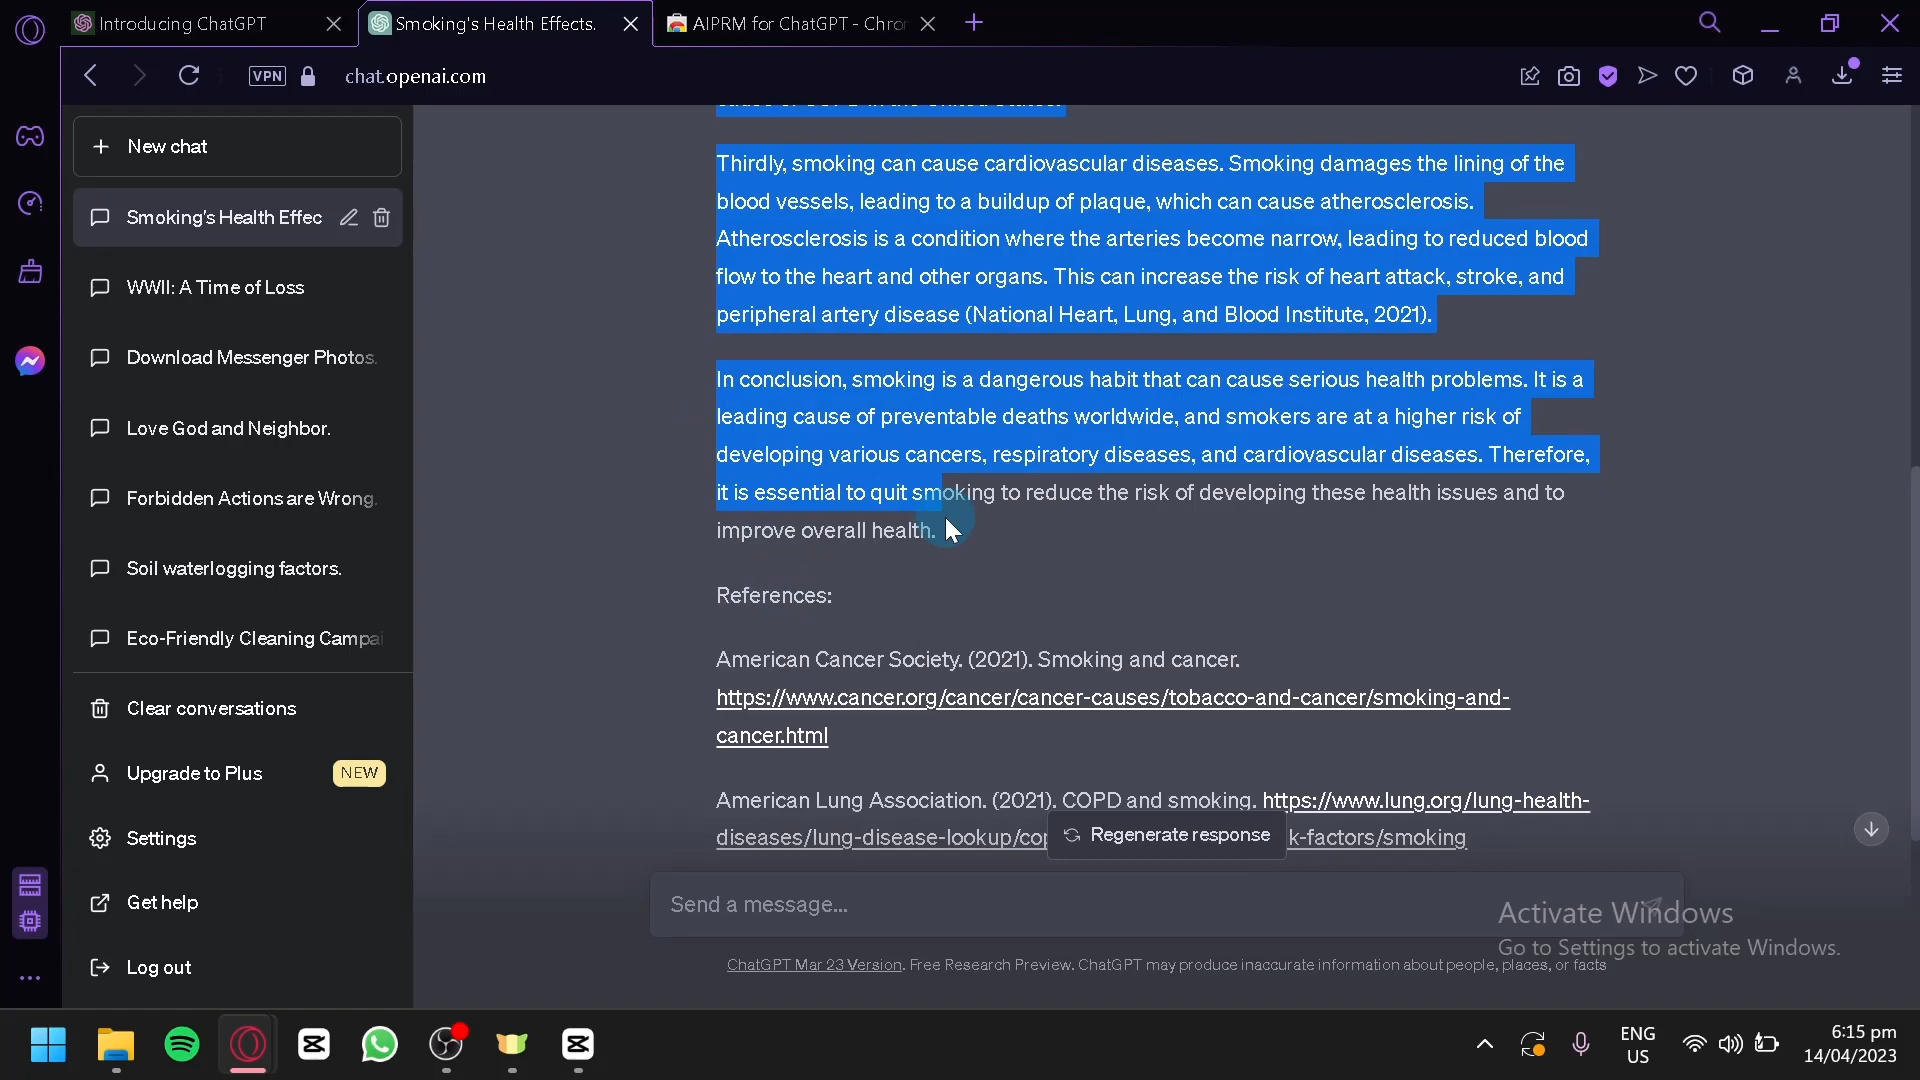 Introducing ChatGPT
Smoking's Health Effects.
AIPRM for ChatGPT - Chro
VPN
chat.openai.com
New chat
Smoking's Health Effec
WWII: A Time of Loss
Download Messenger Photos.
Love God and Neighbor.
Forbidden Actions are Wrong.
Soil waterlogging factors.
Eco-Friendly Cleaning Campai
Clear conversations
Upgrade to Plus
NEW
Settings
Get help
Log out
Thirdly, smoking can cause cardiovascular diseases. Smoking damages the lining of the
blood vessels, leading to a buildup of plaque, which can cause atherosclerosis.
Atherosclerosis is a condition where the arteries become narrow, leading to reduced blood
flow to the heart and other organs. This can increase the risk of heart attack, stroke, and
peripheral artery disease (National Heart, Lung, and Blood Institute, 2021).
In conclusion, smoking is a dangerous habit that can cause serious health problems. It is a
leading cause of preventable deaths worldwide, and smokers are at a higher risk of
developing various cancers, respiratory diseases, and cardiovascular diseases. Therefore,
it is essential to quit smoking to reduce the risk of developing these health issues and to
improve overall health.
References:
American Cancer Society. (2021). Smoking and cancer.
https://www.cancer.org/cancer/cancer-causes/tobacco-and-cancer/smoking-and-
cancer.html
American Lung Association. (2021). COPD and smoking. https://www.lung.org/lung-health-
diseases/lung-disease-lookup/cop
k-factors/smoking
Regenerate response
Send a message...
Activate Windows
Go to Settings to activate Windows.
ChatGPT Mar 23 Version. Free Research Preview. ChatGPT may produce inaccurate information about people, places, or facts
ENG
US
6:15 pm
14/04/2023